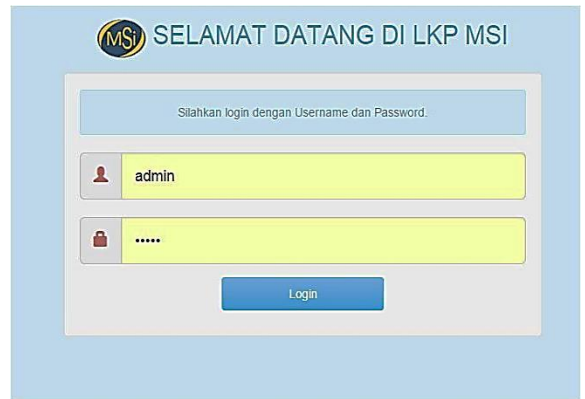 MSi SELAMAT DATANG DI LKP MSI
Silahkan login dengan Username dan Password.
admin
•••••
Login